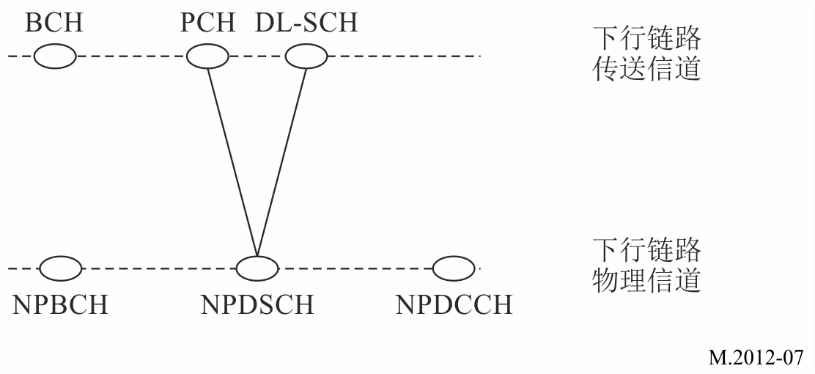 BCH PCH DL-SCH
下行链路
传送信道
下行链路
物理信道
NPBCH NPDSCH NPDCCH
M.2012-07